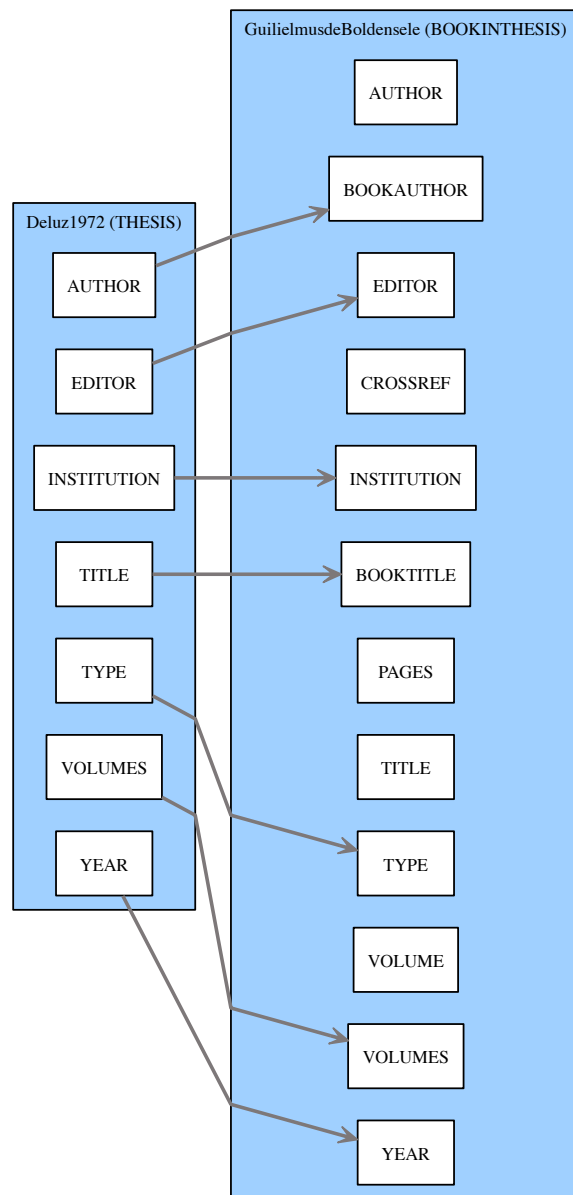 GuilielmusdeBoldensele (BOOKINTHESIS)
AUTHOR
BOOKAUTHOR
EDITOR
CROSSREF
INSTITUTION
BOOKTITLE
PAGES
TITLE
TYPE
VOLUME
VOLUMES
YEAR
Deluz1972 (THESIS)
AUTHOR
EDITOR
INSTITUTION
TITLE
TYPE
VOLUMES
YEAR